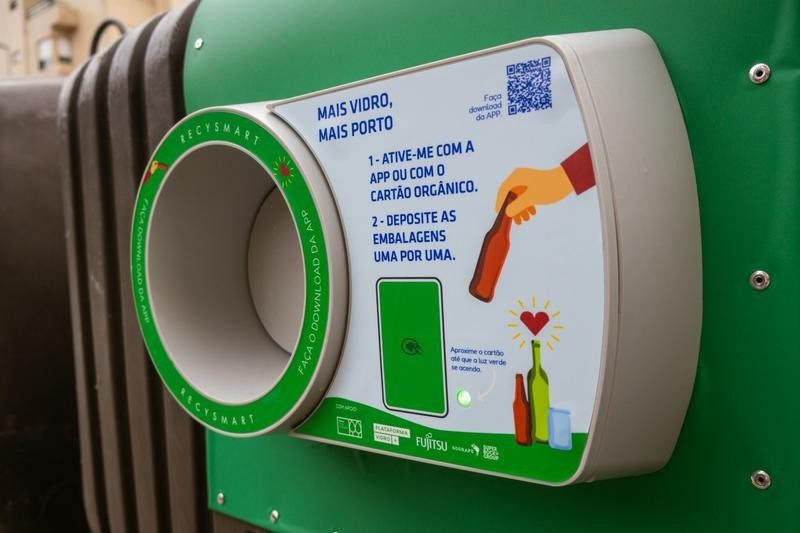 RECYSMART
FAÇA DOWNLOAD DA APP
FAÇA O DOWNLOAD DA APP
RECYSMART
MAIS VIDRO,
MAIS PORTO
Faça
download
da APP.
1 - ATIVE-ME COM A
APP OU COM O
CARTÃO ORGÂNICO.
2 - DEPOSITE AS
EMBALAGENS
UMA POR UMA.
Aproxime o cartão
até que a luz verde
se acenda.
COM APOIO
PLATAFORMA
VIDRO+
FUJITSU
SOGRAPE
SUPER
BOCK
GROUP